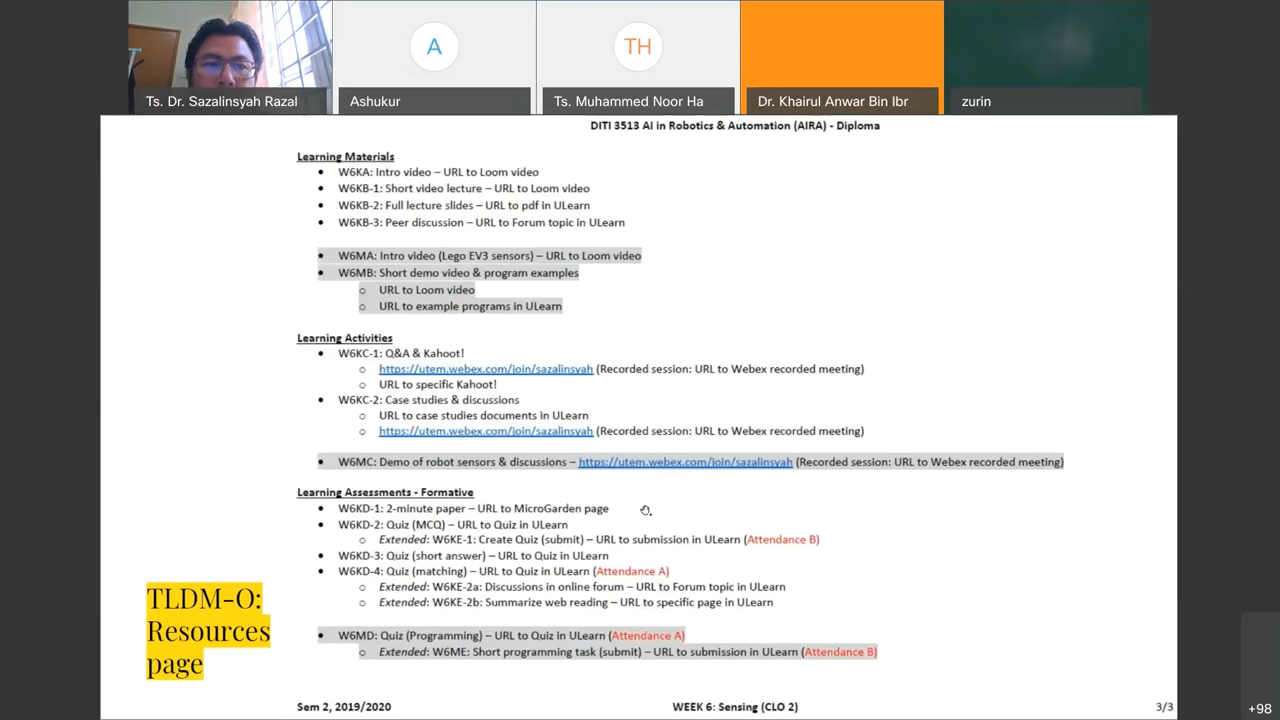 A
TH
Ts. Dr. Sazalinsyah Razal
Ashukur
Ts. Muhammed Noor Ha
Dr. Khairul Anwar Bin Ibr
zurin
DITI 3513 AI in Robotics & Automation (AIRA) - Diploma
Learning Materials
• W6KA: Intro video – URL to Loom video
• W6KB-1: Short video lecture – URL to Loom video
• W6KB-2: Full lecture slides – URL to pdf in ULearn
• W6KB-3: Peer discussion – URL to Forum topic in ULearn
• W6MA: Intro video (Lego EV3 sensors) – URL to Loom video
• W6MB: Short demo video & program examples
o URL to Loom video
o URL to example programs in ULearn
Learning Activities
• W6KC-1: Q&A & Kahoot!
o https://utem.webex.com/join/sazalinsyah (Recorded session: URL to Webex recorded meeting)
o URL to specific Kahoot!
• W6KC-2: Case studies & discussions
o URL to case studies documents in ULearn
o https://utem.webex.com/join/sazalinsyah (Recorded session: URL to Webex recorded meeting)
• W6MC: Demo of robot sensors & discussions – https://utem.webex.com/join/sazalinsyah (Recorded session: URL to Webex recorded meeting)
Learning Assessments - Formative
• W6KD-1: 2-minute paper – URL to MicroGarden page
• W6KD-2: Quiz (MCQ) – URL to Quiz in ULearn
o Extended: W6KE-1: Create Quiz (submit) – URL to submission in ULearn (Attendance B)
• W6KD-3: Quiz (short answer) – URL to Quiz in ULearn
• W6KD-4: Quiz (matching) – URL to Quiz in ULearn (Attendance A)
o Extended: W6KE-2a: Discussions in online forum – URL to Forum topic in ULearn
o Extended: W6KE-2b: Summarize web reading – URL to specific page in ULearn
• W6MD: Quiz (Programming) – URL to Quiz in ULearn (Attendance A)
o Extended: W6ME: Short programming task (submit) – URL to submission in ULearn (Attendance B)
TLDM-O:
Resources
page
Sem 2, 2019/2020
WEEK 6: Sensing (CLO 2)
3/3
+98